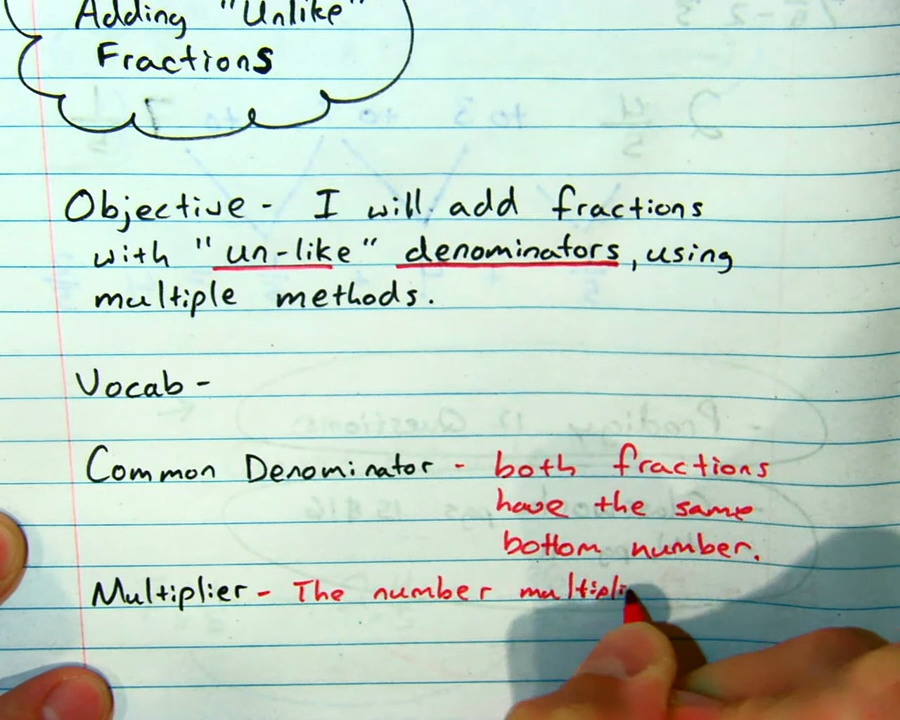 Adding "Unlike"
Fractions
Objective - I will add fractions
with "un-like" denominators, using
multiple methods.
Vocab -
Common Denominator - both fractions
have the same
bottom number.
Multiplier - The number multipli